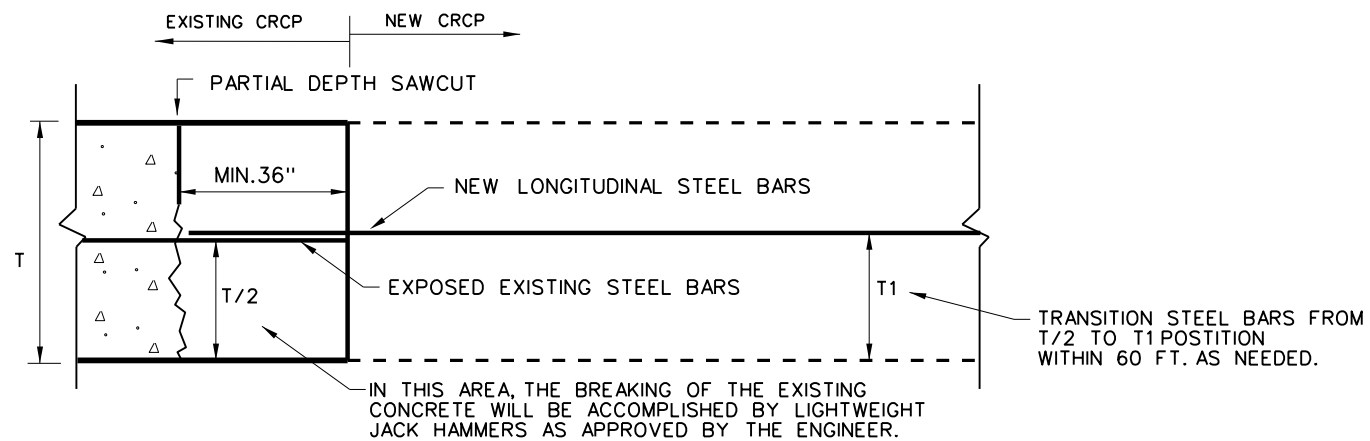 EXISTING CRCP
NEW CRCP
PARTIAL DEPTH SAWCUT
MIN.36"
NEW LONGITUDINAL STEEL BARS
T
T/2
EXPOSED EXISTING STEEL BARS
T1
TRANSITION STEEL BARS FROM
T/2 TO T1 POSTITION
WITHIN 60 FT. AS NEEDED.
IN THIS AREA, THE BREAKING OF THE EXISTING
CONCRETE WILL BE ACCOMPLISHED BY LIGHTWEIGHT
JACK HAMMERS AS APPROVED BY THE ENGINEER.